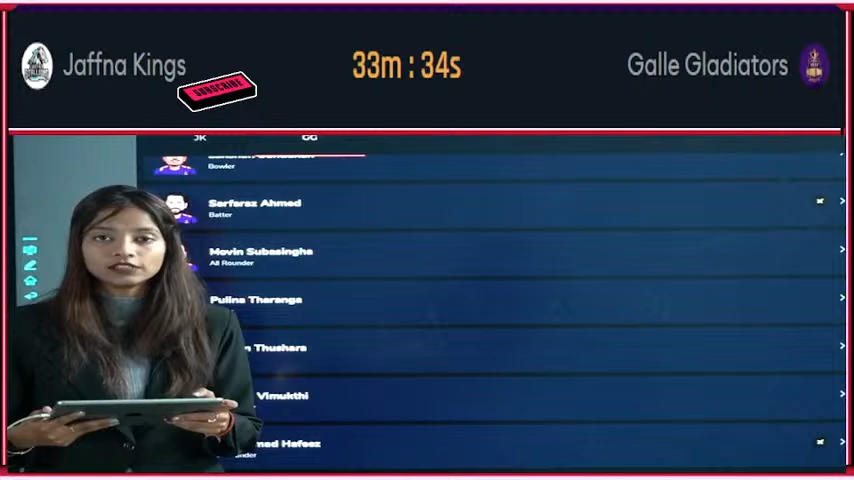 Jaffna Kings
33m : 34s
Galle Gladiators
SUBSCRIBE
JK
GG
Bowler
Sarfaraz Ahmed
Batter
Movin Subasingha
All Rounder
Pulina Tharanga
Thushara
Vimukthi
Hafeez